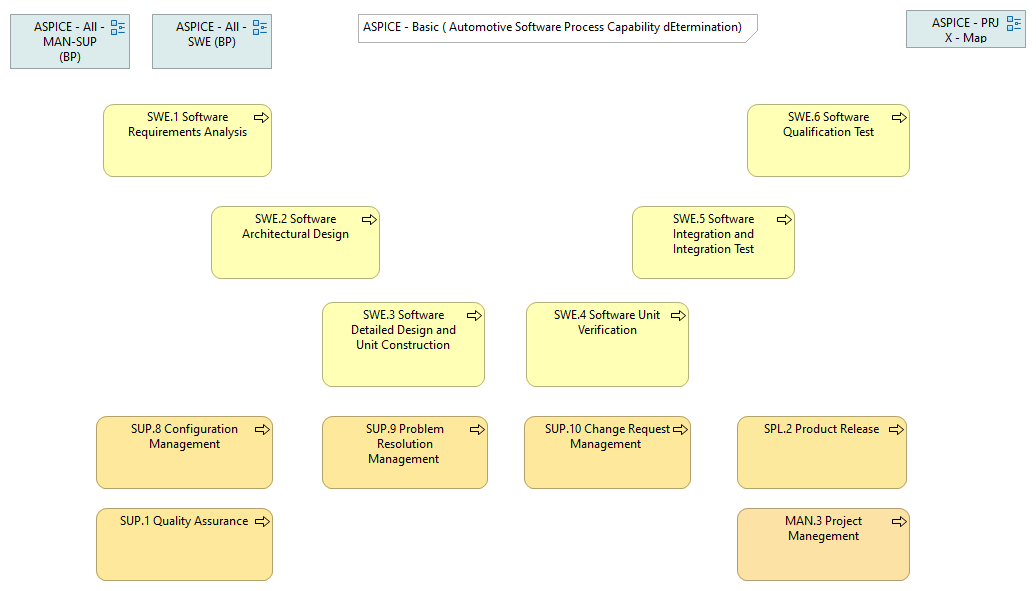 ASPICE - All -
MAN-SUP
(BP)
ASPICE - All -
SWE (BP)
ASPICE - Basic ( Automotive Software Process Capability dEtermination)
ASPICE - PRJ
X - Map
SWE.1 Software
Requirements Analysis
SWE.6 Software
Qualification Test
SWE.2 Software
Architectural Design
SWE.5 Software
Integration and
Integration Test
SWE.3 Software
Detailed Design and
Unit Construction
SWE.4 Software Unit
Verification
SUP.8 Configuration
Management
SUP.9 Problem
Resolution
Management
SUP.10 Change Request
Management
SPL.2 Product Release
SUP.1 Quality Assurance
MAN.3 Project
Manegement